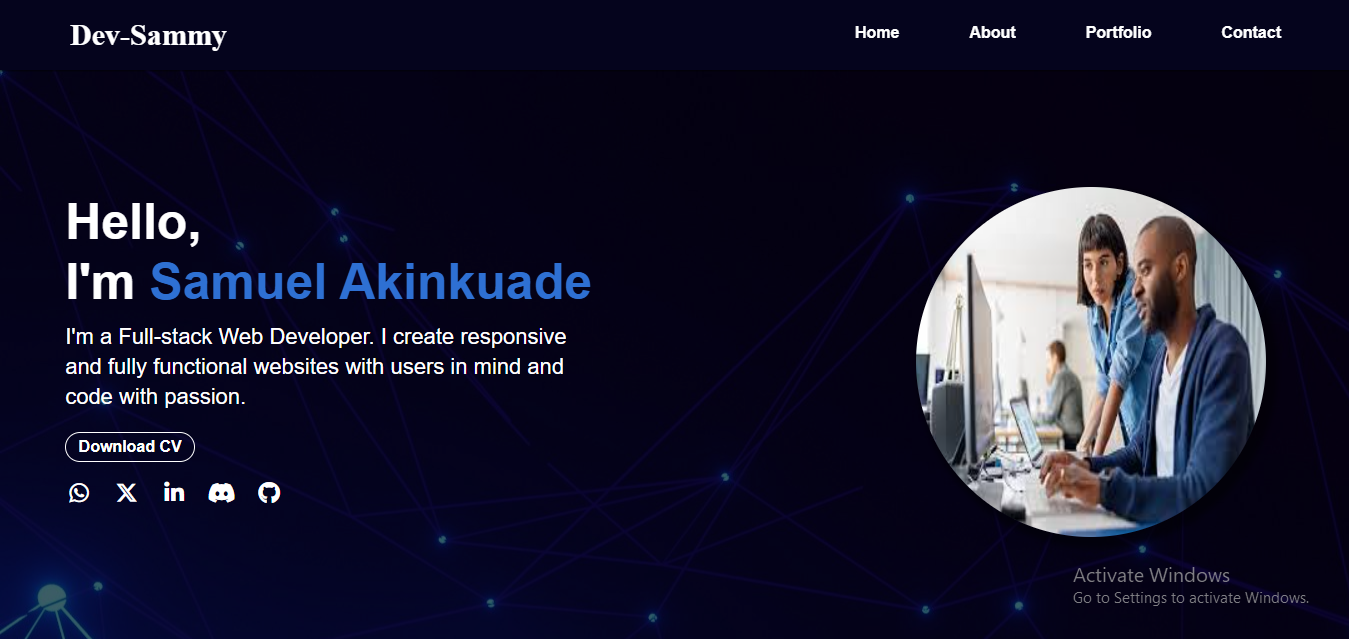 Dev-Sammy
Home About Portfolio Contact
Hello,
I'm Samuel Akinkuade
I'm a Full-stack Web Developer. I create responsive
and fully functional websites with users in mind and
code with passion.
Download CV
Activate Windows
Go to Settings to activate Windows.